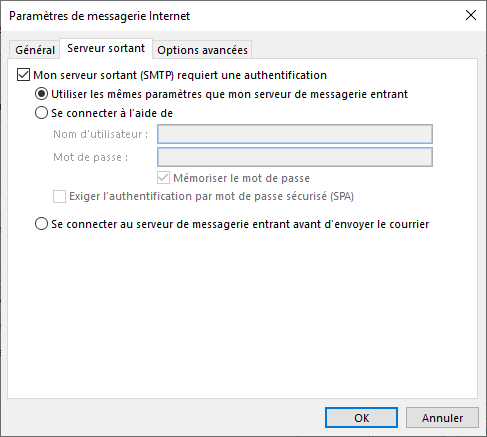 Paramètres de messagerie Internet
Général Serveur sortant Options avancées
Mon serveur sortant (SMTP) requiert une authentification
Utiliser les mêmes paramètres que mon serveur de messagerie entrant
Se connecter à l'aide de
Nom d'utilisateur :
Mot de passe :
Mémoriser le mot de passe
Exiger l'authentification par mot de passe sécurisé (SPA)
Se connecter au serveur de messagerie entrant avant d'envoyer le courrier
OK Annuler